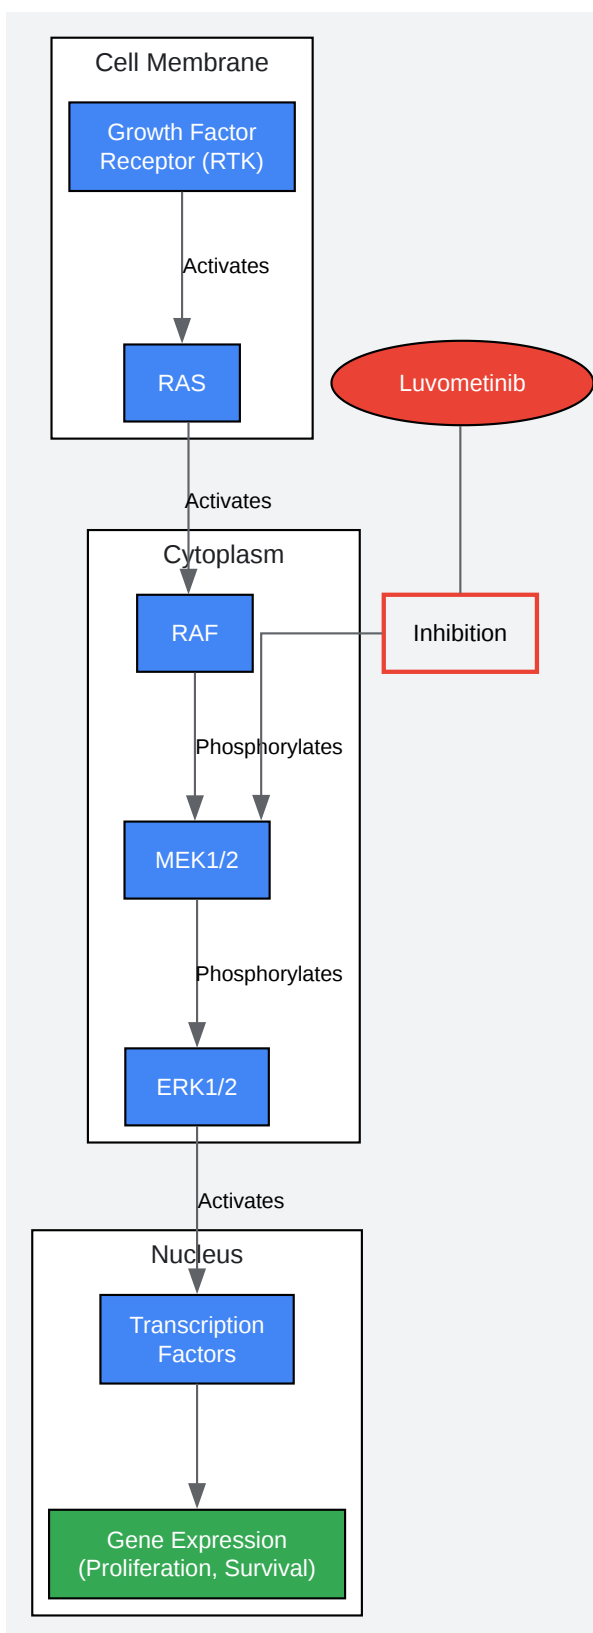 Cell Membrane
Growth Factor
Receptor (RTK)
Activates
RAS
Luvometinib
Activates
Cytoplasm
RAF
Inhibition
Phosphorylates
MEK1/2
Phosphorylates
ERK1/2
Activates
Nucleus
Transcription
Factors
Gene Expression
(Proliferation, Survival)